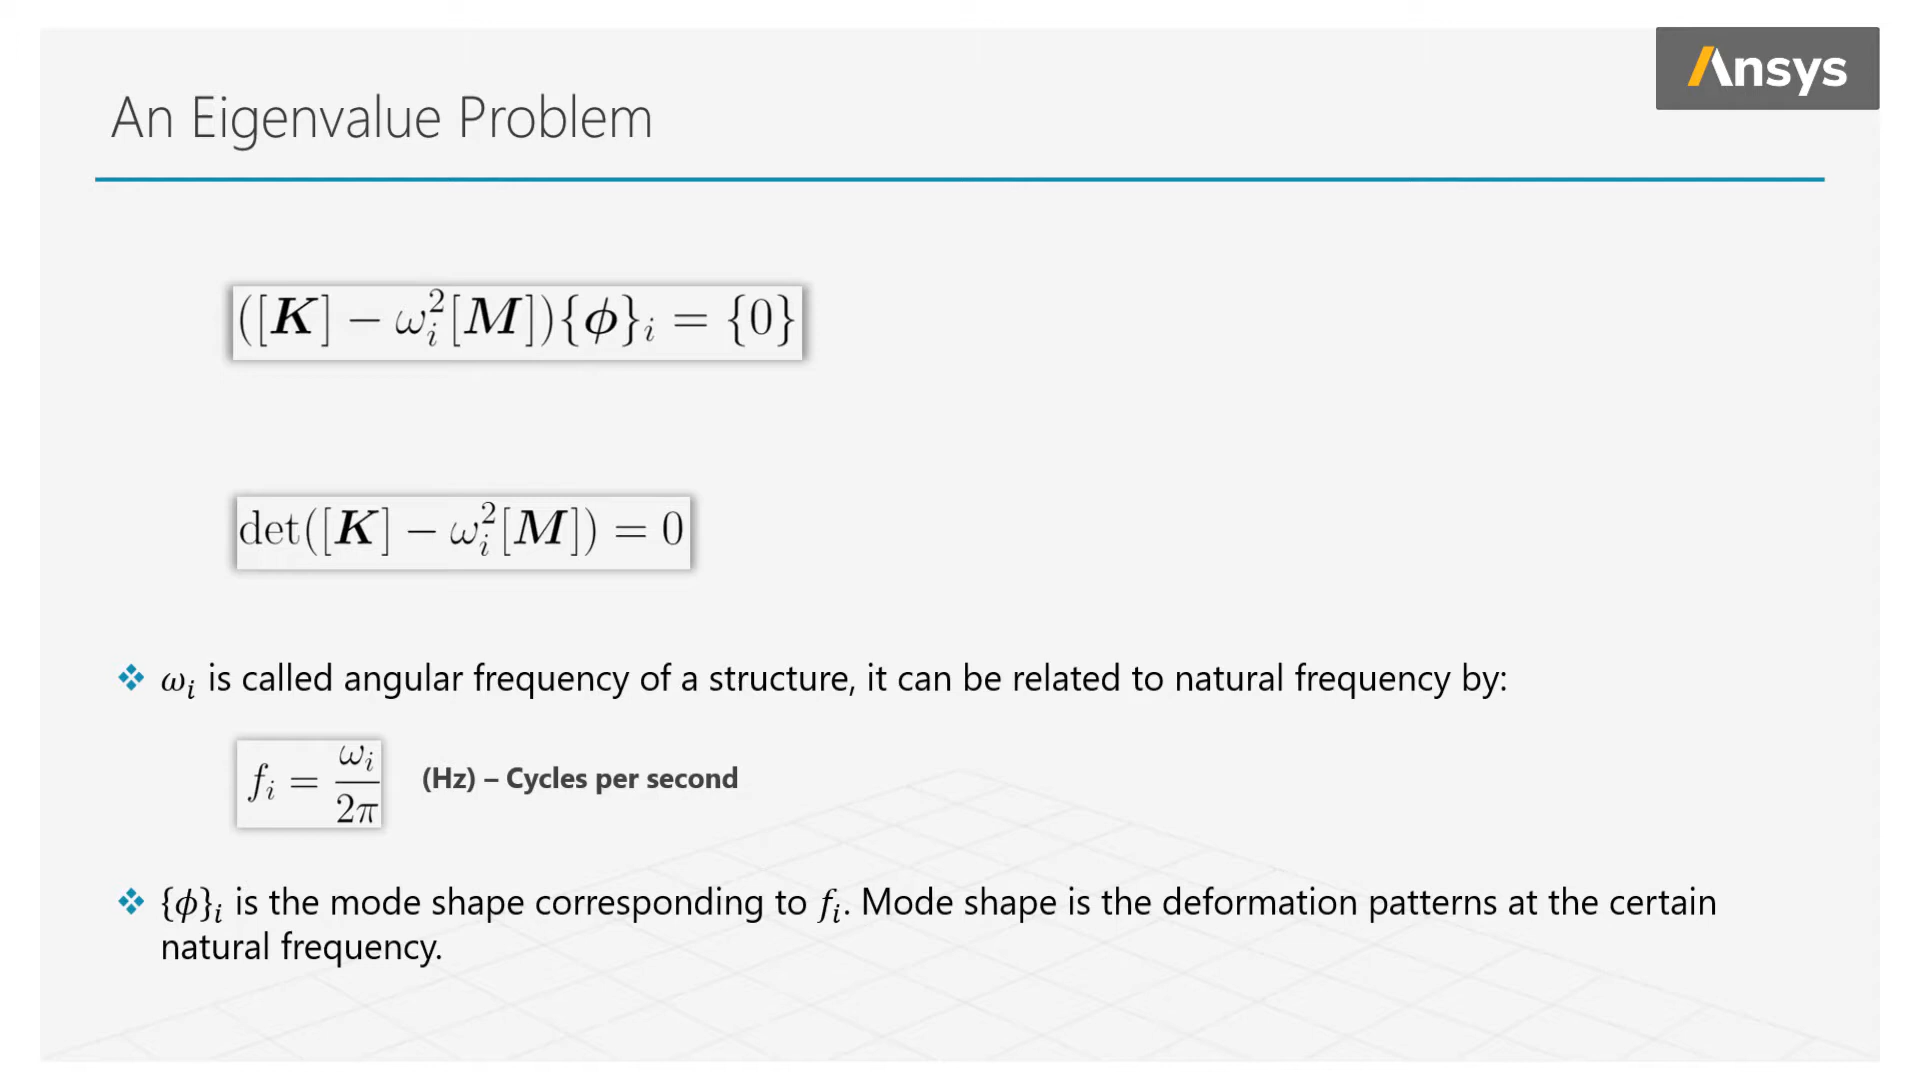 Ansys
An Eigenvalue Problem
([K] − ω_i^2[M]){ϕ}_i = {0}
det([K] − ω_i^2[M]) = 0
❖ ω_i is called angular frequency of a structure, it can be related to natural frequency by:
f_i = ω_i/2π (Hz) – Cycles per second
❖ {ϕ}_i is the mode shape corresponding to f_i. Mode shape is the deformation patterns at the certain
natural frequency.